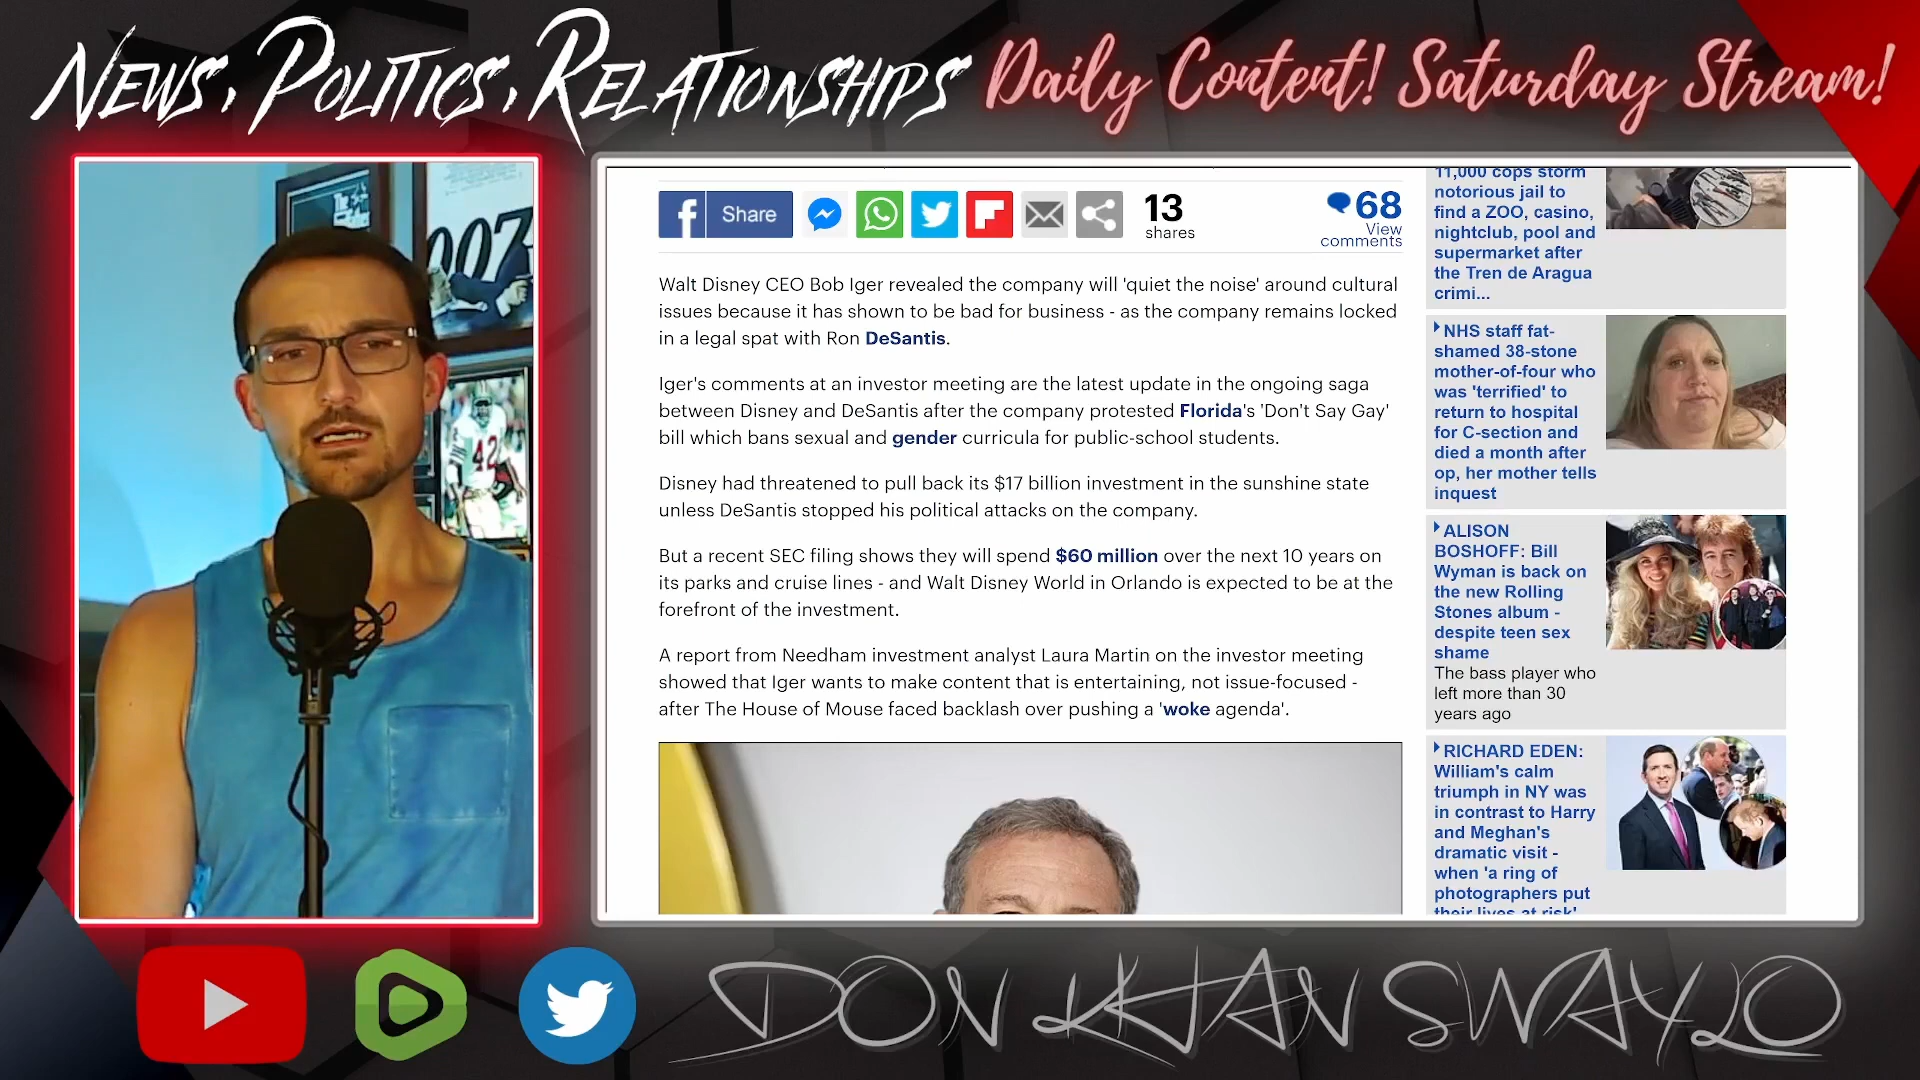 News, Politics, Relationships
Daily Content! Saturday Stream!
007
42
Share
13
shares
68
View
comments
Walt Disney CEO Bob Iger revealed the company will 'quiet the noise' around cultural
issues because it has shown to be bad for business - as the company remains locked
in a legal spat with Ron DeSantis.
Iger's comments at an investor meeting are the latest update in the ongoing saga
between Disney and DeSantis after the company protested Florida's 'Don't Say Gay'
bill which bans sexual and gender curricula for public-school students.
Disney had threatened to pull back its $17 billion investment in the sunshine state
unless DeSantis stopped his political attacks on the company.
But a recent SEC filing shows they will spend $60 million over the next 10 years on
its parks and cruise lines - and Walt Disney World in Orlando is expected to be at the
forefront of the investment.
A report from Needham investment analyst Laura Martin on the investor meeting
showed that Iger wants to make content that is entertaining, not issue-focused -
after The House of Mouse faced backlash over pushing a 'woke agenda'.
11,000 cops storm
notorious jail to
find a ZOO, casino,
nightclub, pool and
supermarket after
the Tren de Aragua
crimi...
NHS staff fat-
shamed 38-stone
mother-of-four who
was 'terrified' to
return to hospital
for C-section and
died a month after
op, her mother tells
inquest
ALISON
BOSHOFF: Bill
Wyman is back on
the new Rolling
Stones album -
despite teen sex
shame
The bass player who
left more than 30
years ago
RICHARD EDEN:
William's calm
triumph in NY was
in contrast to Harry
and Meghan's
dramatic visit -
when 'a ring of
photographers put
their lives at risk'
DON KHAN SWAYLO